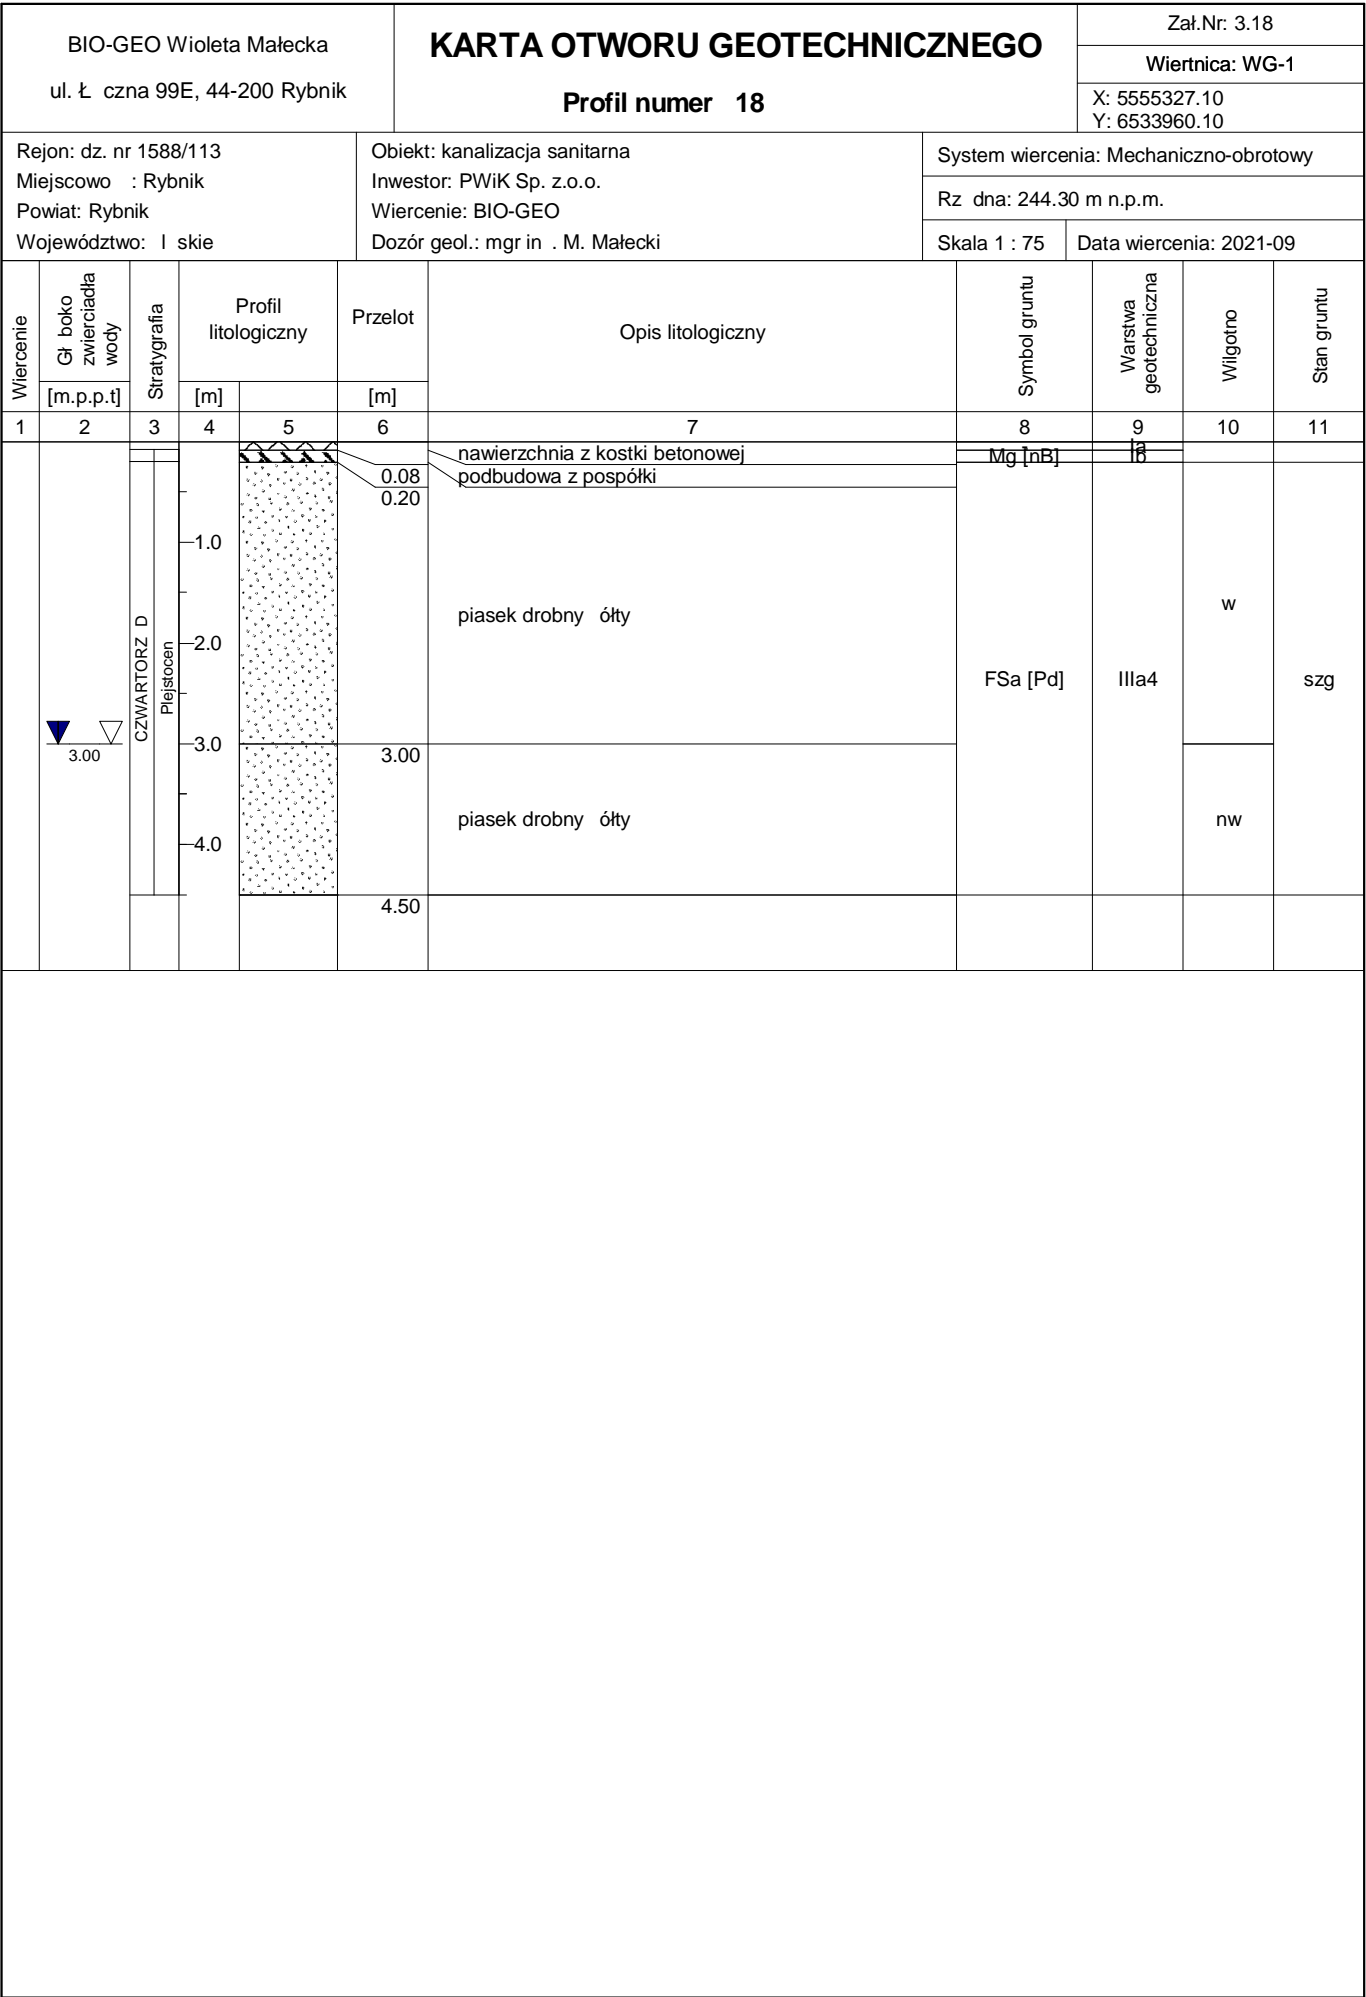 BIO-GEO Wioleta Małecka
ul. Ł czna 99E, 44-200 Rybnik
KARTA OTWORU GEOTECHNICZNEGO
Profil numer 18
Zał.Nr: 3.18
Wiertnica: WG-1
X: 5555327.10
Y: 6533960.10
Rejon: dz. nr 1588/113
Miejscowo : Rybnik
Powiat: Rybnik
Województwo: l skie
Obiekt: kanalizacja sanitarna
Inwestor: PWiK Sp. z.o.o.
Wiercenie: BIO-GEO
Dozór geol.: mgr in . M. Małecki
System wiercenia: Mechaniczno-obrotowy
Rz dna: 244.30 m n.p.m.
Skala 1 : 75
Data wiercenia: 2021-09
Wiercenie
Gł boko
zwierciadła
wody
[m.p.p.t]
Stratygrafia
Profil
litologiczny
[m]
Przelot
[m]
Opis litologiczny
Symbol gruntu
Warstwa
geotechniczna
Wilgotno
Stan gruntu
1 2 3 4 5 6 7 8 9 10 11
nawierzchnia z kostki betonowej
Ia
0.08 podbudowa z pospółki
Mg [nB] Ib
0.20
1.0
piasek drobny ółty
w
2.0
CZWARTORZ D
Plejstocen
FSa [Pd] IIIa4 szg
3.00
3.0
3.00
piasek drobny ółty
nw
4.0
4.50